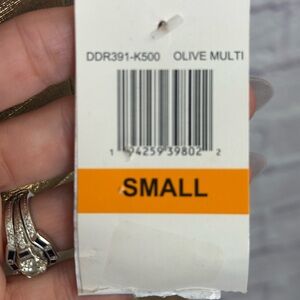 DDR391-K500 OLIVE MULTI
1 94259 39802 2
SMALL